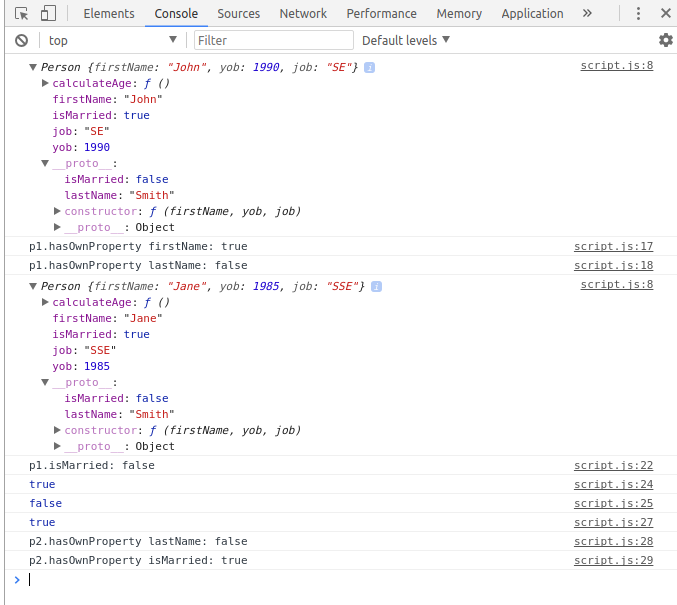 Elements Console Sources Network Performance Memory Application »
top Filter Default levels
Person {firstName: "John", yob: 1990, job: "SE"} i script.js:8
calculateAge: ƒ ()
firstName: "John"
isMarried: true
job: "SE"
yob: 1990
__proto__:
isMarried: false
lastName: "Smith"
constructor: ƒ (firstName, yob, job)
__proto__: Object
p1.hasOwnProperty firstName: true script.js:17
p1.hasOwnProperty lastName: false script.js:18
Person {firstName: "Jane", yob: 1985, job: "SSE"} i script.js:8
calculateAge: ƒ ()
firstName: "Jane"
isMarried: true
job: "SSE"
yob: 1985
__proto__:
isMarried: false
lastName: "Smith"
constructor: ƒ (firstName, yob, job)
__proto__: Object
p1.isMarried: false script.js:22
true script.js:24
false script.js:25
true script.js:27
p2.hasOwnProperty lastName: false script.js:28
p2.hasOwnProperty isMarried: true script.js:29